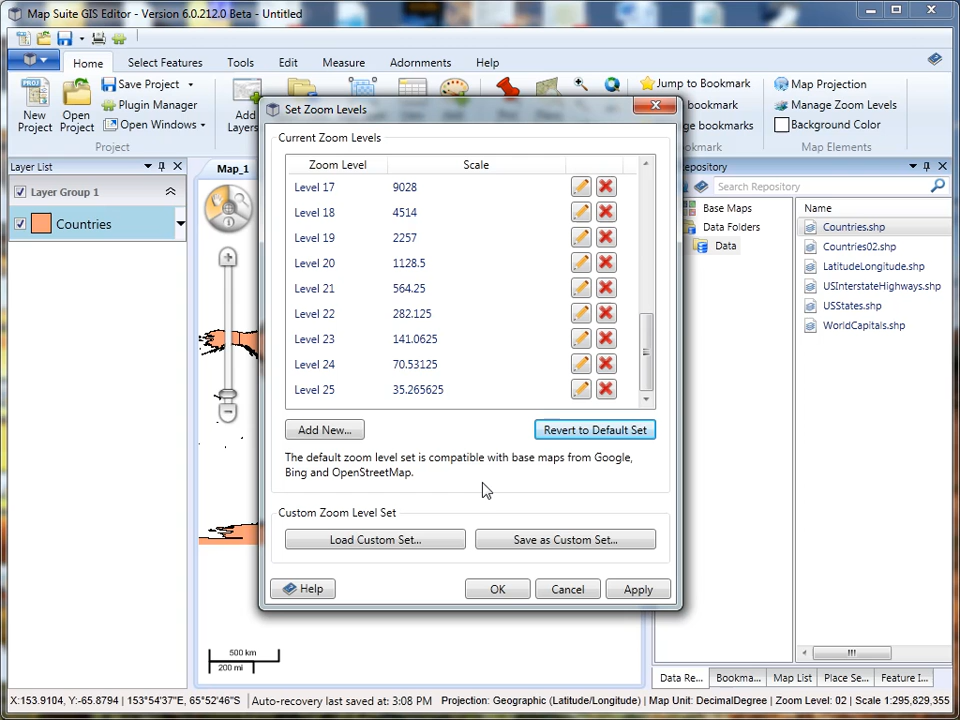 Map Suite GIS Editor - Version 6.0.212.0 Beta - Untitled
Home
Select Features
Tools
Edit
Measure
Adornments
Help
New Project
Open Project
Save Project
Plugin Manager
Open Windows
Project
Add Layers
Jump to Bookmark
bookmark
ge bookmarks
Map Projection
Manage Zoom Levels
Background Color
Map Elements
Layer List
Layer Group 1
Countries
Map_1
500 km
200 mi
Set Zoom Levels
Current Zoom Levels
Zoom Level Scale
Level 17 9028
Level 18 4514
Level 19 2257
Level 20 1128.5
Level 21 564.25
Level 22 282.125
Level 23 141.0625
Level 24 70.53125
Level 25 35.265625
Add New...
Revert to Default Set
The default zoom level set is compatible with base maps from Google,
Bing and OpenStreetMap.
Custom Zoom Level Set
Load Custom Set...
Save as Custom Set...
Help
OK
Cancel
Apply
epository
Search Repository
Base Maps
Data Folders
Data
Name
Countries.shp
Countries02.shp
LatitudeLongitude.shp
USInterstateHighways.shp
USStates.shp
WorldCapitals.shp
Data Re...
Bookma...
Map List
Place Se...
Feature I...
X:153.9104, Y:-65.8794 | 153°54'37"E, 65°52'46"S
Auto-recovery last saved at: 3:08 PM
Projection: Geographic (Latitude/Longitude) | Map Unit: DecimalDegree | Zoom Level: 02 | Scale 1:295,829,355